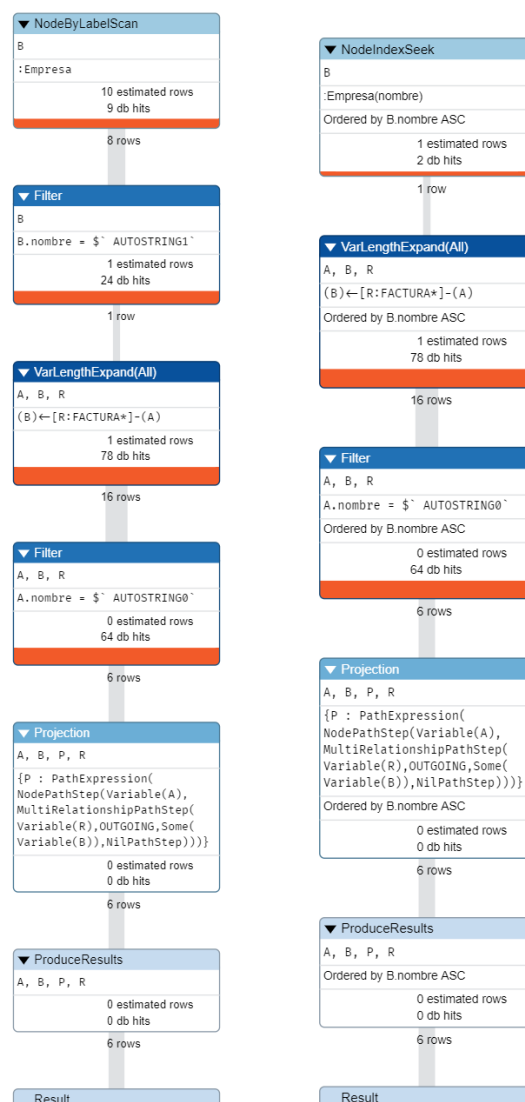 NodeByLabelScan
B
:Empresa
10 estimated rows
9 db hits
8 rows
Filter
B
B.nombre = $` AUTOSTRING1`
1 estimated rows
24 db hits
1 row
VarLengthExpand(All)
A, B, R
(B)←[R:FACTURA*]-(A)
1 estimated rows
78 db hits
16 rows
Filter
A, B, R
A.nombre = $` AUTOSTRING0`
0 estimated rows
64 db hits
6 rows
Projection
A, B, P, R
{P : PathExpression(
NodePathStep(Variable(A),
MultiRelationshipPathStep(
Variable(R),OUTGOING,Some(
Variable(B)),NilPathStep)))}
0 estimated rows
0 db hits
6 rows
ProduceResults
A, B, P, R
0 estimated rows
0 db hits
6 rows
Result
NodeIndexSeek
B
:Empresa(nombre)
Ordered by B.nombre ASC
1 estimated rows
2 db hits
1 row
VarLengthExpand(All)
A, B, R
(B)←[R:FACTURA*]-(A)
Ordered by B.nombre ASC
1 estimated rows
78 db hits
16 rows
Filter
A, B, R
A.nombre = $` AUTOSTRING0`
Ordered by B.nombre ASC
0 estimated rows
64 db hits
6 rows
Projection
A, B, P, R
{P : PathExpression(
NodePathStep(Variable(A),
MultiRelationshipPathStep(
Variable(R),OUTGOING,Some(
Variable(B)),NilPathStep)))}
Ordered by B.nombre ASC
0 estimated rows
0 db hits
6 rows
ProduceResults
A, B, P, R
Ordered by B.nombre ASC
0 estimated rows
0 db hits
6 rows
Result